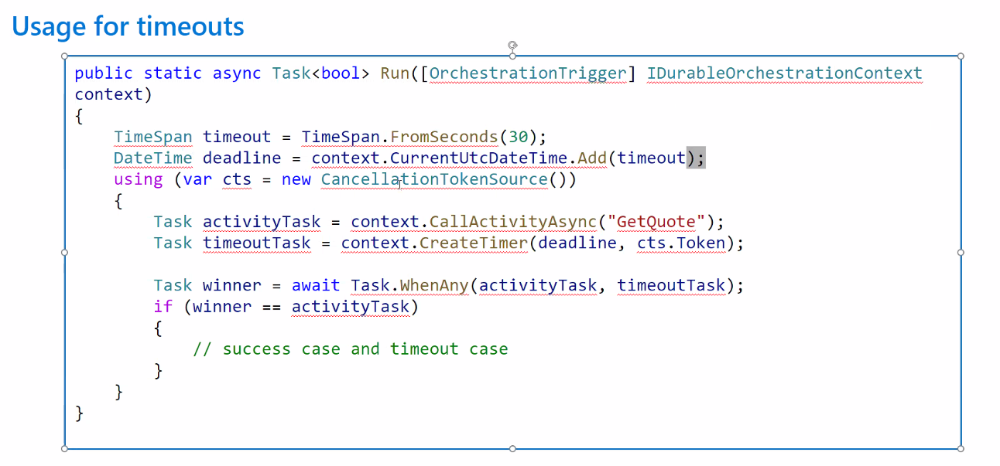 Usage for timeouts
public static async Task<bool> Run([OrchestrationTrigger] IDurableOrchestrationContext
context)
{
    TimeSpan timeout = TimeSpan.FromSeconds(30);
    DateTime deadline = context.CurrentUtcDateTime.Add(timeout);
    using (var cts = new CancellationTokenSource())
    {
        Task activityTask = context.CallActivityAsync("GetQuote");
        Task timeoutTask = context.CreateTimer(deadline, cts.Token);
        Task winner = await Task.WhenAny(activityTask, timeoutTask);
        if (winner == activityTask)
        {
            // success case and timeout case
        }
    }
}